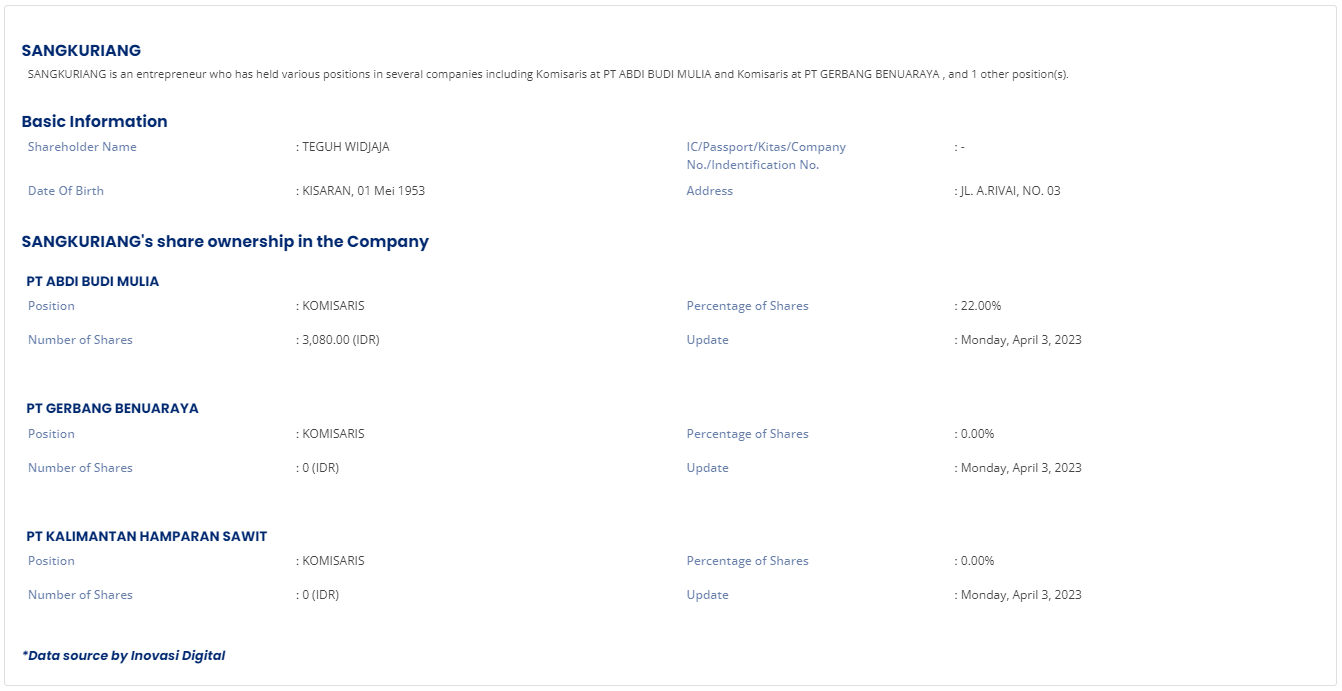 SANGKURIANG
SANGKURIANG is an entrepreneur who has held various positions in several companies including Komisaris at PT ABDI BUDI MULIA and Komisaris at PT GERBANG BENUARAYA , and 1 other position(s).
Basic Information
Shareholder Name : TEGUH WIDJAJA IC/Passport/Kitas/Company : -
No./Indentification No.
Date Of Birth : KISARAN, 01 Mei 1953 Address : JL. A.RIVAI, NO. 03
SANGKURIANG's share ownership in the Company
PT ABDI BUDI MULIA
Position : KOMISARIS Percentage of Shares : 22.00%
Number of Shares : 3,080.00 (IDR) Update : Monday, April 3, 2023
PT GERBANG BENUARAYA
Position : KOMISARIS Percentage of Shares : 0.00%
Number of Shares : 0 (IDR) Update : Monday, April 3, 2023
PT KALIMANTAN HAMPARAN SAWIT
Position : KOMISARIS Percentage of Shares : 0.00%
Number of Shares : 0 (IDR) Update : Monday, April 3, 2023
*Data source by Inovasi Digital